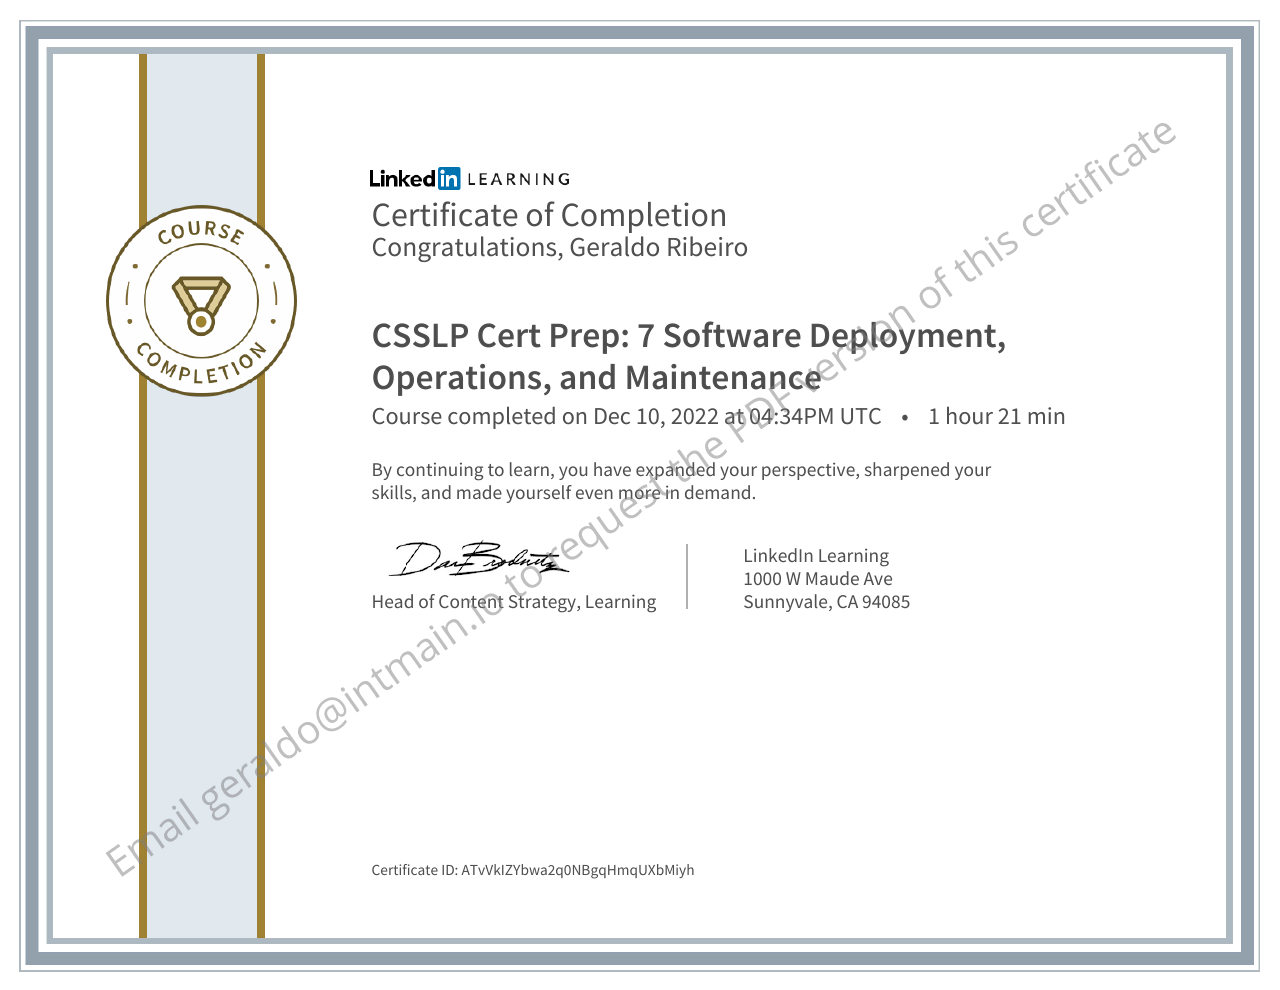 COURSE
COMPLETION
Linkedin LEARNING
Certificate of Completion
Congratulations, Geraldo Ribeiro
CSSLP Cert Prep: 7 Software Deployment,
Operations, and Maintenance
Course completed on Dec 10, 2022 at 04:34PM UTC • 1 hour 21 min
By continuing to learn, you have expanded your perspective, sharpened your
skills, and made yourself even more in demand.
Head of Content Strategy, Learning
LinkedIn Learning
1000 W Maude Ave
Sunnyvale, CA 94085
Certificate ID: ATvVkIZYbwa2q0NBgqHmqUXbMiyh
Email geraldo@intmain.io to request the PDF version of this certificate